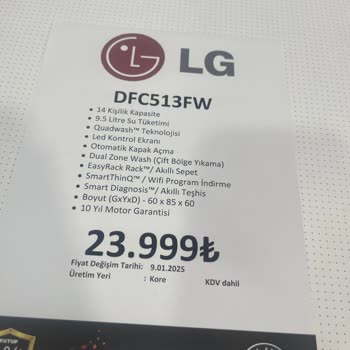 LG
DFC513FW
• 14 Kişilik Kapasite
• 9.5 Litre Su Tüketimi
• Quadwash™ Teknolojisi
• Led Kontrol Ekranı
• Otomatik Kapak Açma
• Dual Zone Wash (Çift Bölge Yıkama)
• EasyRack Rack™/ Akıllı Sepet
• SmartThinQ™ / Wifi Program İndirme
• Smart Diagnosis™/ Akıllı Teşhis
• Boyut (GxYxD) - 60 x 85 x 60
• 10 Yıl Motor Garantisi
23.999₺
Fiyat Değişim Tarihi: 9.01.2025
Üretim Yeri : Kore KDV dahil